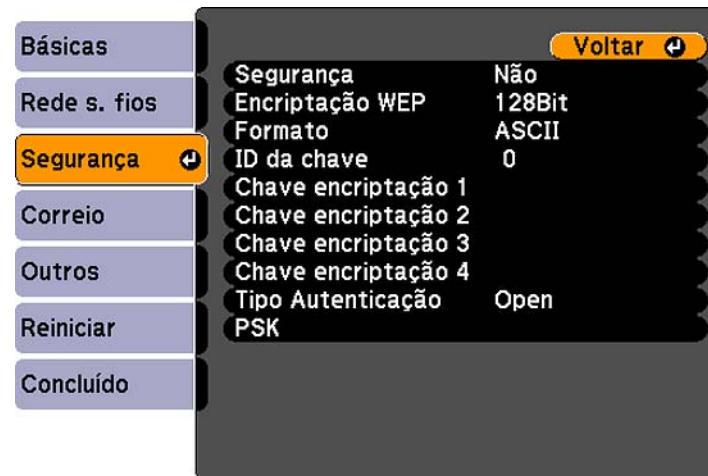 Básicas
Rede s. fios
Segurança
Correio
Outros
Reiniciar
Concluído
Voltar
Segurança Não
Encriptação WEP 128Bit
Formato ASCII
ID da chave 0
Chave encriptação 1
Chave encriptação 2
Chave encriptação 3
Chave encriptação 4
Tipo Autenticação Open
PSK